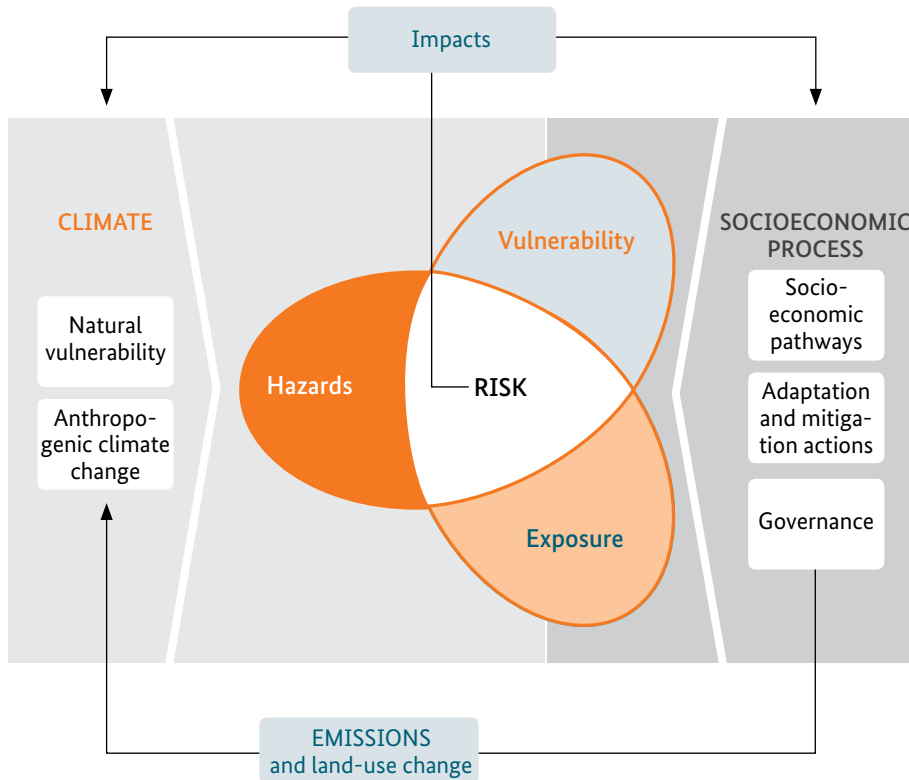 Impacts
CLIMATE
Natural
vulnerability
Anthropo-
genic climate
change
Hazards
RISK
Vulnerability
Exposure
SOCIOECONOMIC
PROCESS
Socio-
economic
pathways
Adaptation
and mitiga-
tion actions
Governance
EMISSIONS
and land-use change